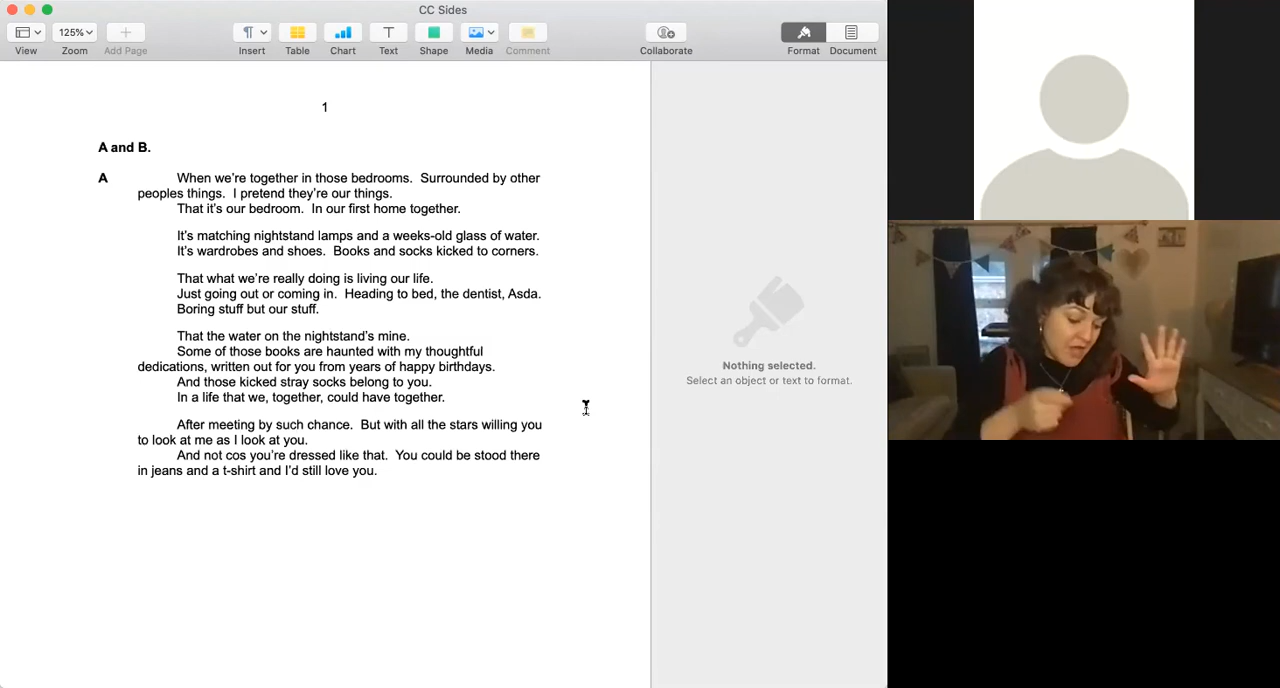 CC Sides
125%
View
Zoom
Add Page
Insert
Table
Chart
Text
Shape
Media
Comment
Collaborate
Format
Document
1
A and B.
A When we're together in those bedrooms.  Surrounded by other
peoples things.  I pretend they're our things.
That it's our bedroom.  In our first home together.
It's matching nightstand lamps and a weeks-old glass of water.
It's wardrobes and shoes.  Books and socks kicked to corners.
That what we're really doing is living our life.
Just going out or coming in.  Heading to bed, the dentist, Asda.
Boring stuff but our stuff.
That the water on the nightstand's mine.
Some of those books are haunted with my thoughtful
dedications, written out for you from years of happy birthdays.
And those kicked stray socks belong to you.
In a life that we, together, could have together.
After meeting by such chance.  But with all the stars willing you
to look at me as I look at you.
And not cos you're dressed like that.  You could be stood there
in jeans and a t-shirt and I'd still love you.
Nothing selected.
Select an object or text to format.